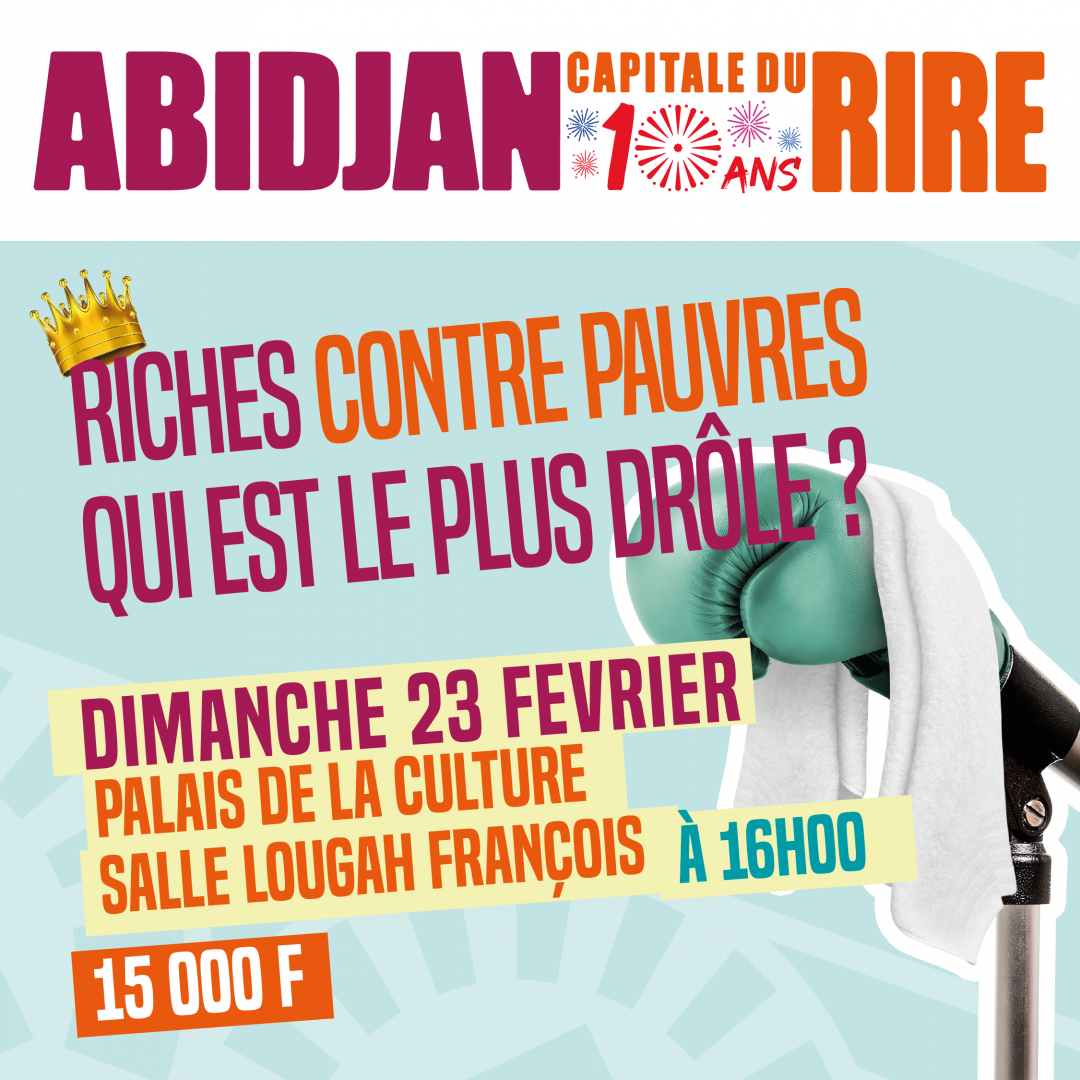 ABIDJAN CAPITALE DU RIRE
10 ANS
RICHES CONTRE PAUVRES
QUI EST LE PLUS DRÔLE ?
DIMANCHE 23 FEVRIER
PALAIS DE LA CULTURE
SALLE LOUGAH FRANÇOIS À 16H00
15 000 F